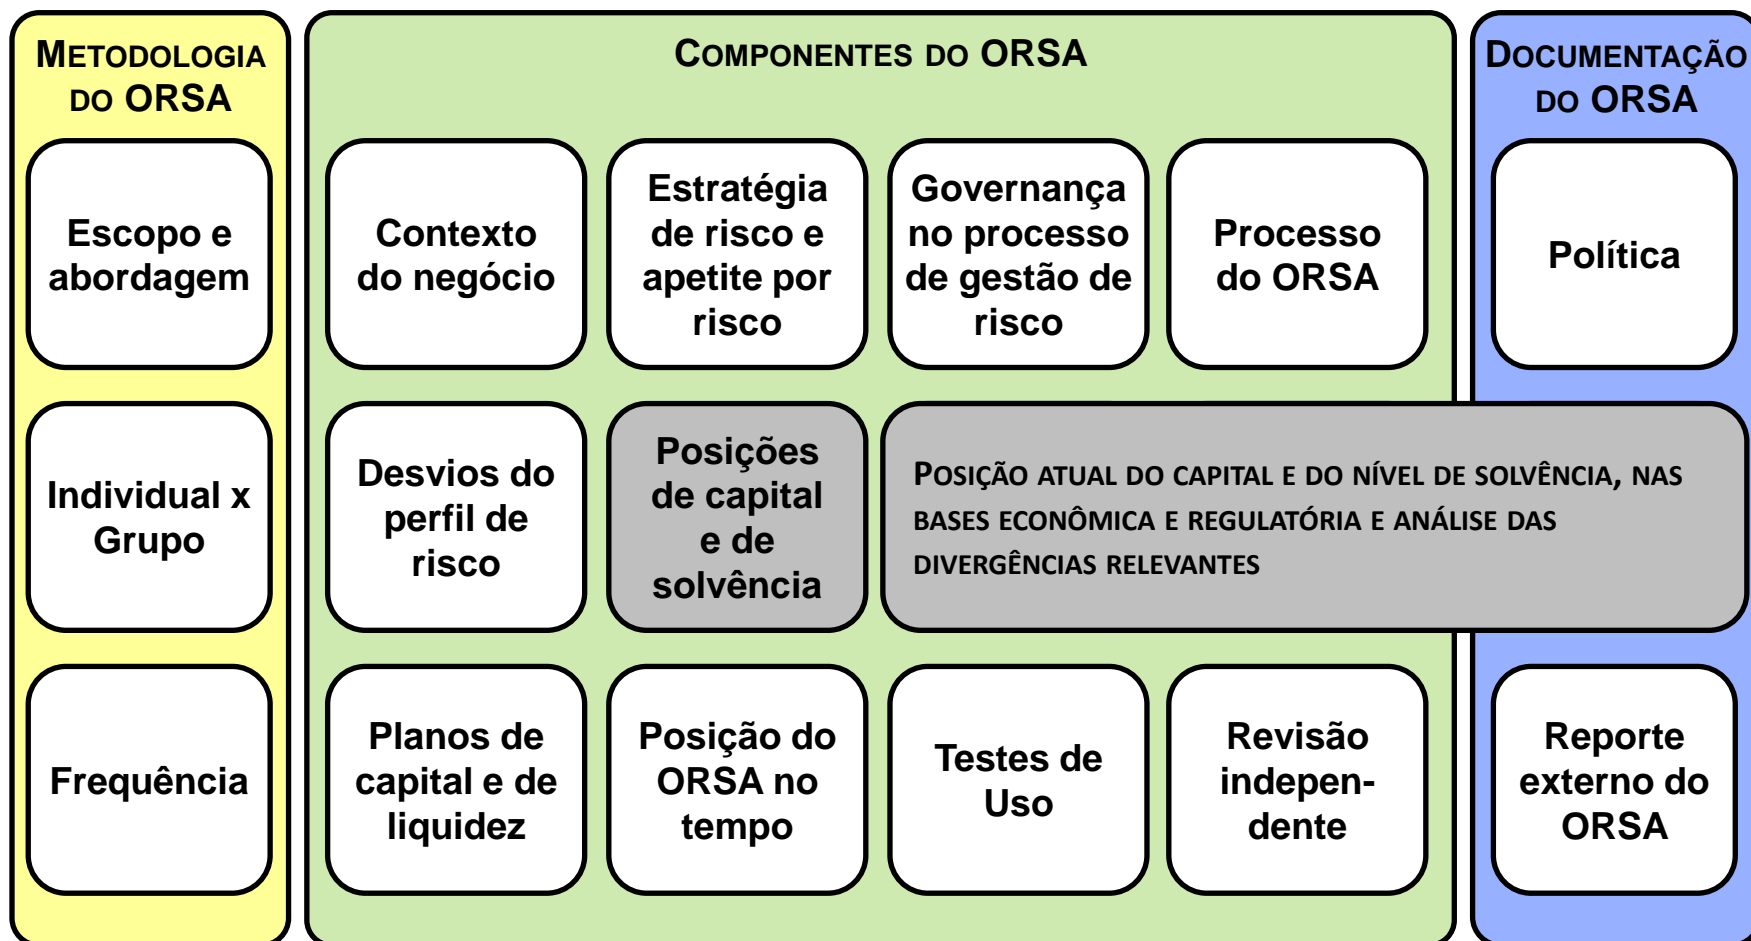 METODOLOGIA
DO ORSA
Escopo e
abordagem
Individual x
Grupo
Frequência
COMPONENTES DO ORSA
Contexto
do negócio
Estratégia
de risco e
apetite por
risco
Governança
no processo
de gestão de
risco
Processo
do ORSA
Desvios do
perfil de
risco
Posições
de capital
e de
solvência
POSIÇÃO ATUAL DO CAPITAL E DO NÍVEL DE SOLVÊNCIA, NAS
BASES ECONÔMICA E REGULATÓRIA E ANÁLISE DAS
DIVERGÊNCIAS RELEVANTES
Planos de
capital e de
liquidez
Posição do
ORSA no
tempo
Testes de
Uso
Revisão
indepen-
dente
DOCUMENTAÇÃO
DO ORSA
Política
Reporte
externo do
ORSA